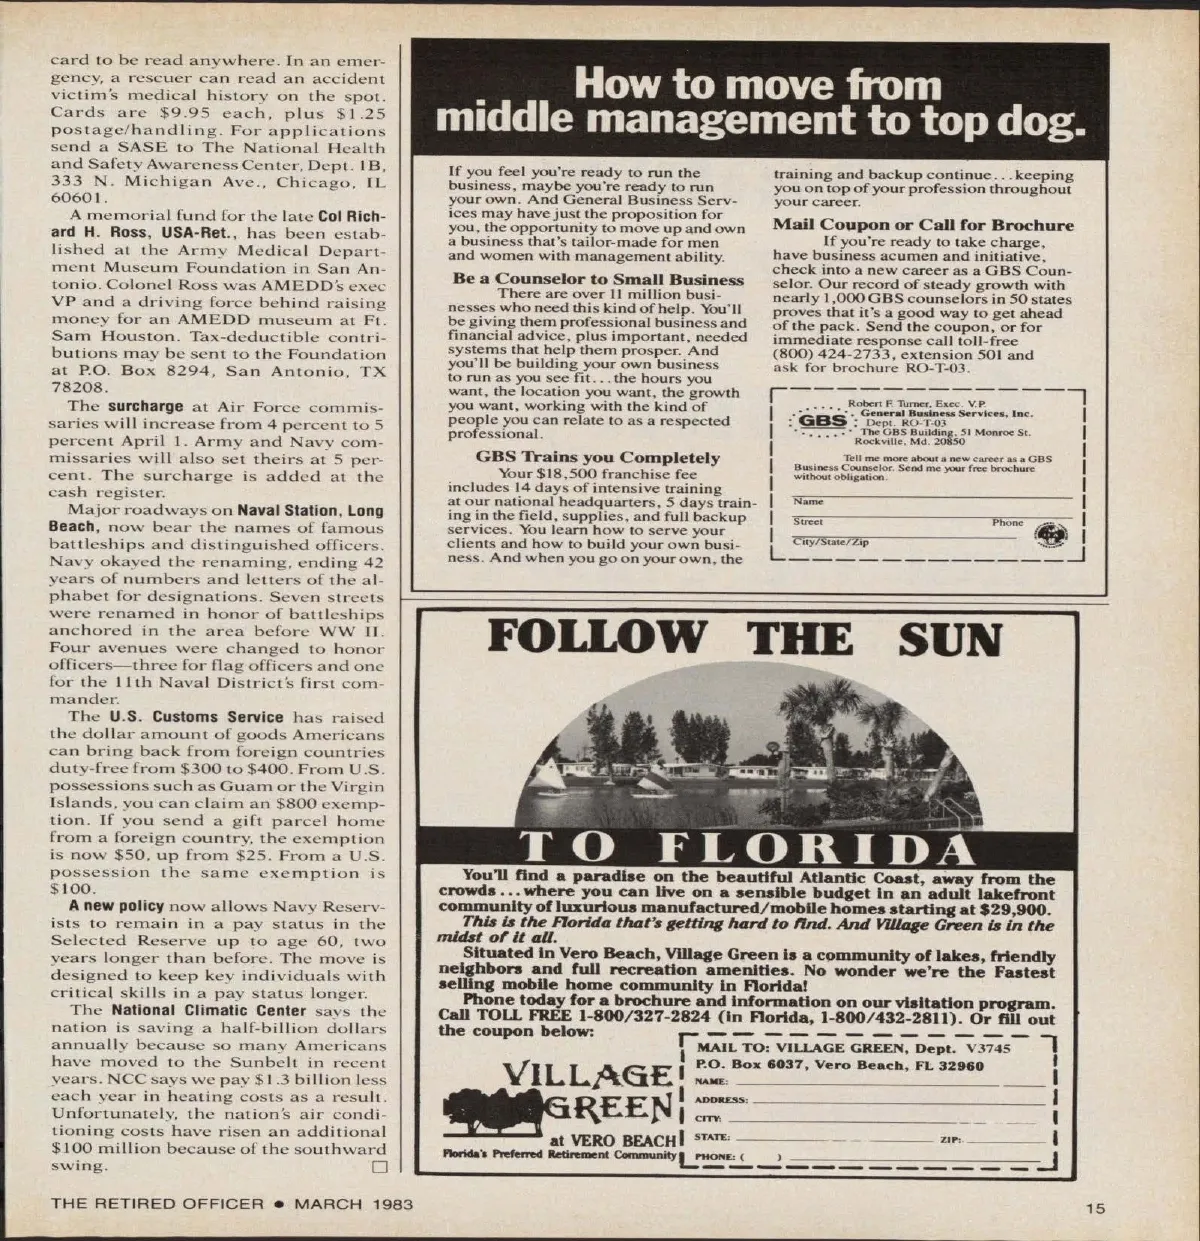 card to be read anywhere. In an emer-
gency, a rescuer can read an accident
victim's medical history on the spot.
Cards are $9.95 each, plus $1.25
postage/handling. For applications
send a SASE to The National Health
and Safety Awareness Center, Dept. 1B,
333 N. Michigan Ave., Chicago, IL
60601.
A memorial fund for the late Col Rich-
ard H. Ross, USA-Ret., has been estab-
lished at the Army Medical Depart-
ment Museum Foundation in San An-
tonio. Colonel Ross was AMEDD's exec
VP and a driving force behind raising
money for an AMEDD museum at Ft.
Sam Houston. Tax-deductible contri-
butions may be sent to the Foundation
at P.O. Box 8294, San Antonio, TX
78208.
The surcharge at Air Force commis-
saries will increase from 4 percent to 5
percent April 1. Army and Navy com-
missaries will also set theirs at 5 per-
cent. The surcharge is added at the
cash register.
Major roadways on Naval Station, Long
Beach, now bear the names of famous
battleships and distinguished officers.
Navy okayed the renaming, ending 42
years of numbers and letters of the al-
phabet for designations. Seven streets
were renamed in honor of battleships
anchored in the area before WW II.
Four avenues were changed to honor
officers—three for flag officers and one
for the 11th Naval District's first com-
mander.
The U.S. Customs Service has raised
the dollar amount of goods Americans
can bring back from foreign countries
duty-free from $300 to $400. From U.S.
possessions such as Guam or the Virgin
Islands, you can claim an $800 exemp-
tion. If you send a gift parcel home
from a foreign country, the exemption
is now $50, up from $25. From a U.S.
possession the same exemption is
$100.
A new policy now allows Navy Reserv-
ists to remain in a pay status in the
Selected Reserve up to age 60, two
years longer than before. The move is
designed to keep key individuals with
critical skills in a pay status longer.
The National Climatic Center says the
nation is saving a half-billion dollars
annually because so many Americans
have moved to the Sunbelt in recent
years. NCC says we pay $1.3 billion less
each year in heating costs as a result.
Unfortunately, the nation's air condi-
tioning costs have risen an additional
$100 million because of the southward
swing.
How to move from
middle management to top dog.
If you feel you're ready to run the
business, maybe you're ready to run
your own. And General Business Serv-
ices may have just the proposition for
you, the opportunity to move up and own
a business that's tailor-made for men
and women with management ability.
Be a Counselor to Small Business
There are over 11 million busi-
nesses who need this kind of help. You'll
be giving them professional business and
financial advice, plus important, needed
systems that help them prosper. And
you'll be building your own business
to run as you see fit...the hours you
want, the location you want, the growth
you want, working with the kind of
people you can relate to as a respected
professional.
GBS Trains you Completely
Your $18,500 franchise fee
includes 14 days of intensive training
at our national headquarters, 5 days train-
ing in the field, supplies, and full backup
services. You learn how to serve your
clients and how to build your own busi-
ness. And when you go on your own, the
training and backup continue...keeping
you on top of your profession throughout
your career.
Mail Coupon or Call for Brochure
If you're ready to take charge,
have business acumen and initiative,
check into a new career as a GBS Coun-
selor. Our record of steady growth with
nearly 1,000 GBS counselors in 50 states
proves that it's a good way to get ahead
of the pack. Send the coupon, or for
immediate response call toll-free
(800) 424-2733, extension 501 and
ask for brochure RO-T-03.
GBS
Robert F. Turner, Exec. V.P.
General Business Services, Inc.
Dept. RO-T-03
The GBS Building, 51 Monroe St.
Rockville, Md. 20850
Tell me more about a new career as a GBS
Business Counselor. Send me your free brochure
without obligation.
Name
Street Phone
City/State/Zip
FOLLOW THE SUN
TO FLORIDA
You'll find a paradise on the beautiful Atlantic Coast, away from the
crowds...where you can live on a sensible budget in an adult lakefront
community of luxurious manufactured/mobile homes starting at $29,900.
This is the Florida that's getting hard to find. And Village Green is in the
midst of it all.
Situated in Vero Beach, Village Green is a community of lakes, friendly
neighbors and full recreation amenities. No wonder we're the Fastest
selling mobile home community in Florida!
Phone today for a brochure and information on our visitation program.
Call TOLL FREE 1-800/327-2824 (in Florida, 1-800/432-2811). Or fill out
the coupon below:
VILLAGE
GREEN
at VERO BEACH
Florida's Preferred Retirement Community
MAIL TO: VILLAGE GREEN, Dept. V3745
P.O. Box 6037, Vero Beach, FL 32960
NAME:
ADDRESS:
CITY:
STATE: ZIP:
PHONE: ( )
THE RETIRED OFFICER • MARCH 1983
15